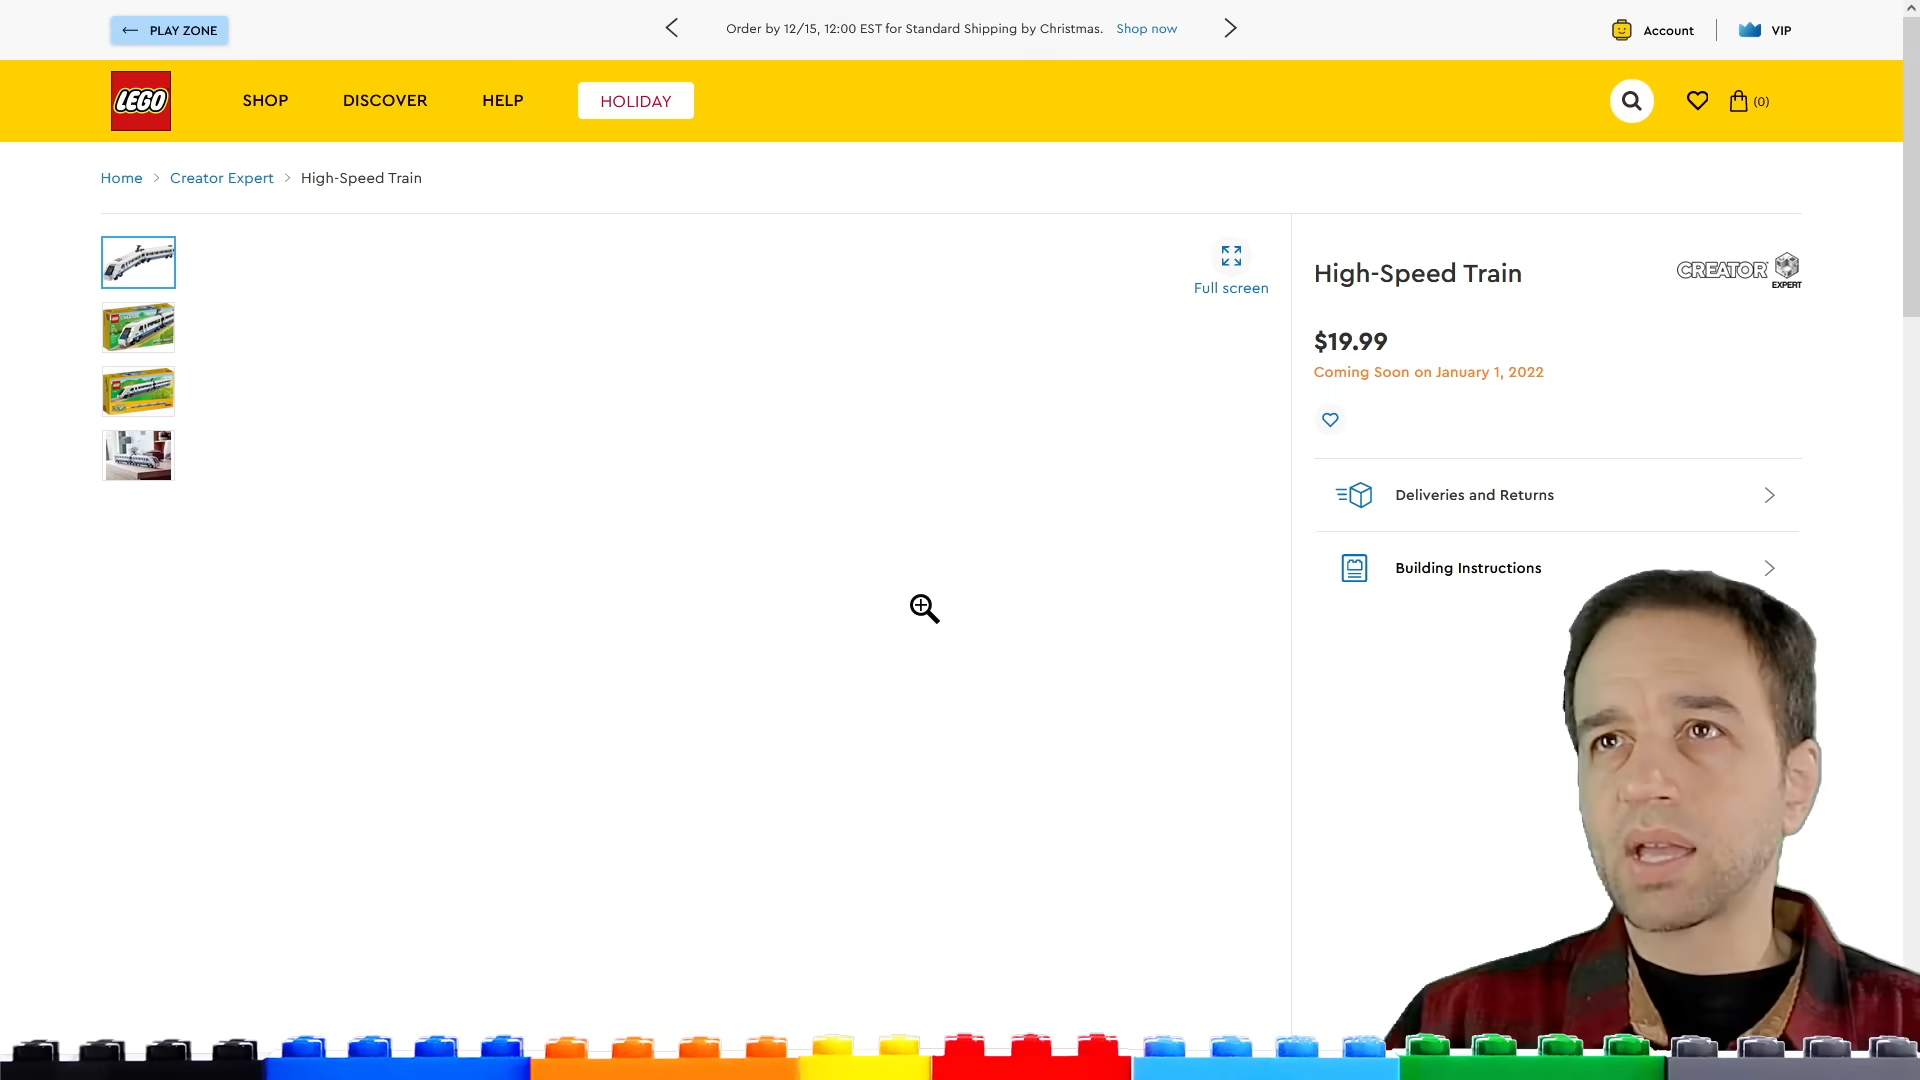 PLAY ZONE
Order by 12/15, 12:00 EST for Standard Shipping by Christmas. Shop now
Account
VIP
LEGO
SHOP
DISCOVER
HELP
HOLIDAY
(0)
Home > Creator Expert > High-Speed Train
Full screen
High-Speed Train
CREATOR
EXPERT
$19.99
Coming Soon on January 1, 2022
Deliveries and Returns
Building Instructions